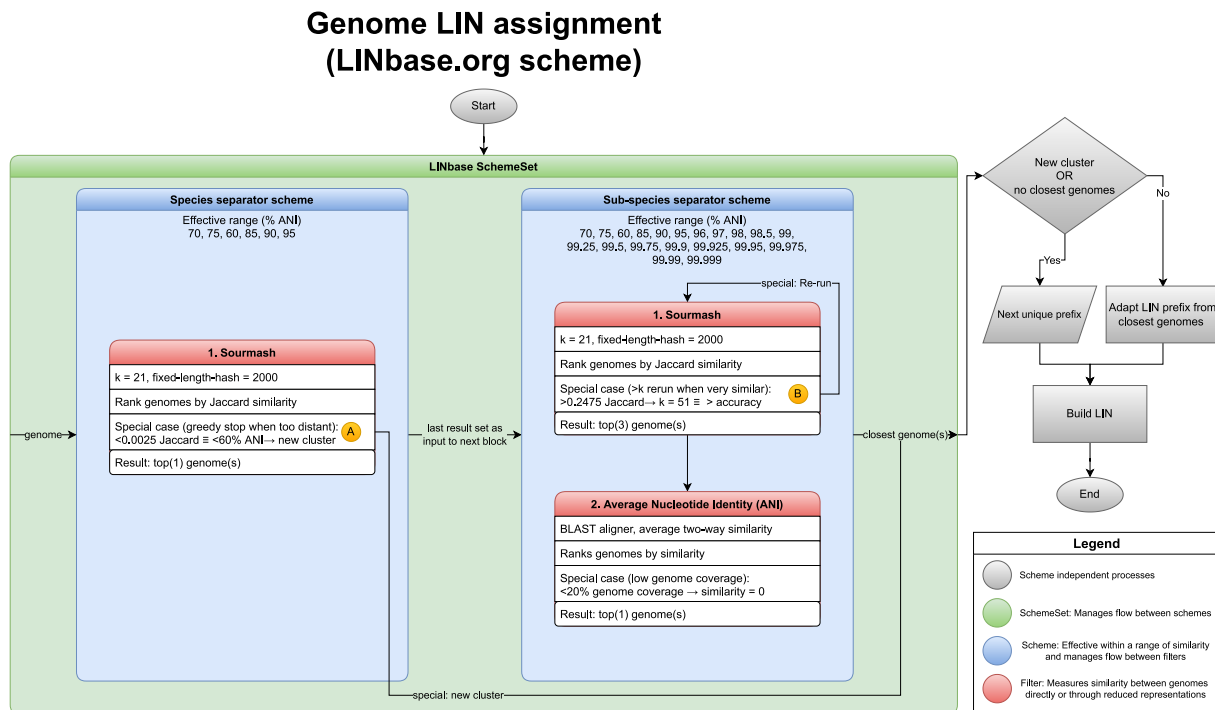 Genome LIN assignment
(LINbase.org scheme)
Start
LINbase SchemeSet
Species separator scheme
Effective range (% ANI)
70, 75, 60, 85, 90, 95
1. Sourmash
k = 21, fixed-length-hash = 2000
Rank genomes by Jaccard similarity
Special case (greedy stop when too distant):
<0.0025 Jaccard ≡ <60% ANI→ new cluster
A
Result: top(1) genome(s)
genome
last result set as
input to next block
Sub-species separator scheme
Effective range (% ANI)
70, 75, 60, 85, 90, 95, 96, 97, 98, 98.5, 99,
99.25, 99.5, 99.75, 99.9, 99.925, 99.95, 99.975,
99.99, 99.999
special: Re-run
1. Sourmash
k = 21, fixed-length-hash = 2000
Rank genomes by Jaccard similarity
Special case (>k rerun when very similar):
>0.2475 Jaccard→ k = 51 ≡ > accuracy
B
Result: top(3) genome(s)
2. Average Nucleotide Identity (ANI)
BLAST aligner, average two-way similarity
Ranks genomes by similarity
Special case (low genome coverage):
<20% genome coverage → similarity = 0
Result: top(1) genome(s)
closest genome(s)
special: new cluster
New cluster
OR
no closest genomes
No
Yes
Next unique prefix
Adapt LIN prefix from
closest genomes
Build LIN
End
Legend
Scheme independent processes
SchemeSet: Manages flow between schemes
Scheme: Effective within a range of similarity
and manages flow between filters
Filter: Measures similarity between genomes
directly or through reduced representations